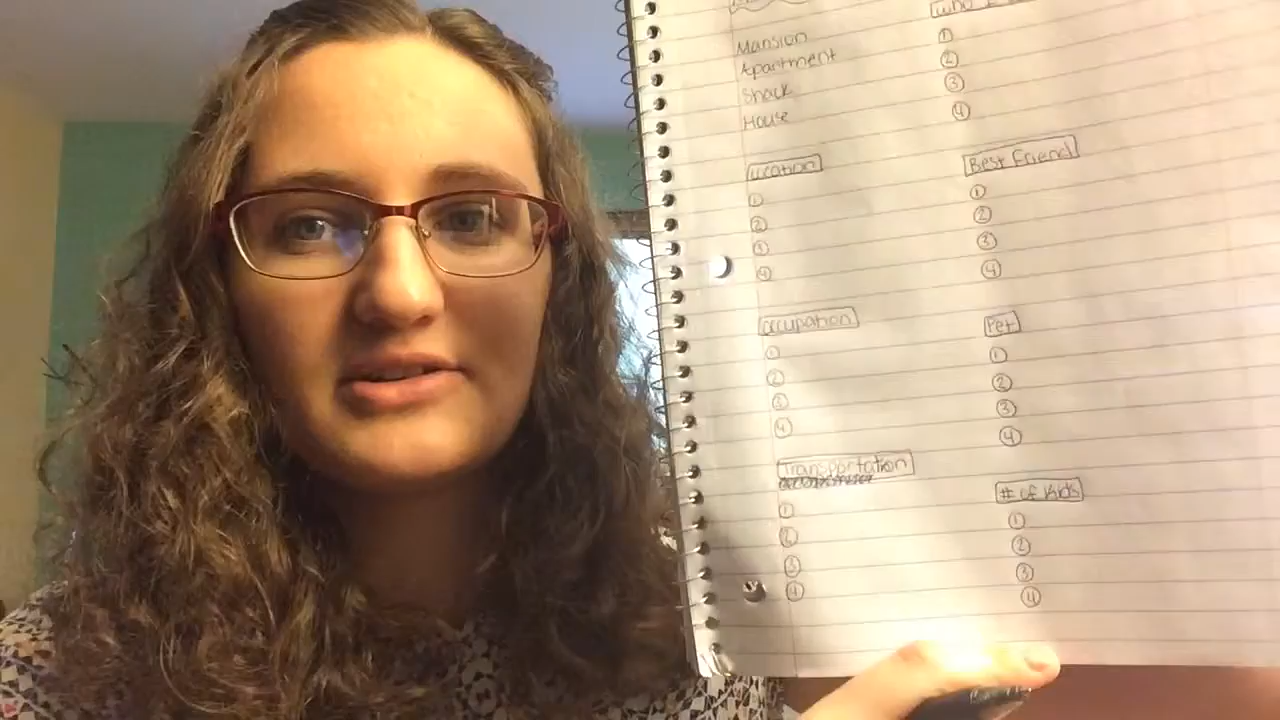 Mansion
Apartment
Shack
House
①
②
③
④
Location
①
②
③
④
Best Friend
①
②
③
④
Occupation
①
②
③
④
Pet
①
②
③
④
Transportation
①
②
③
④
# of Kids
①
②
③
④